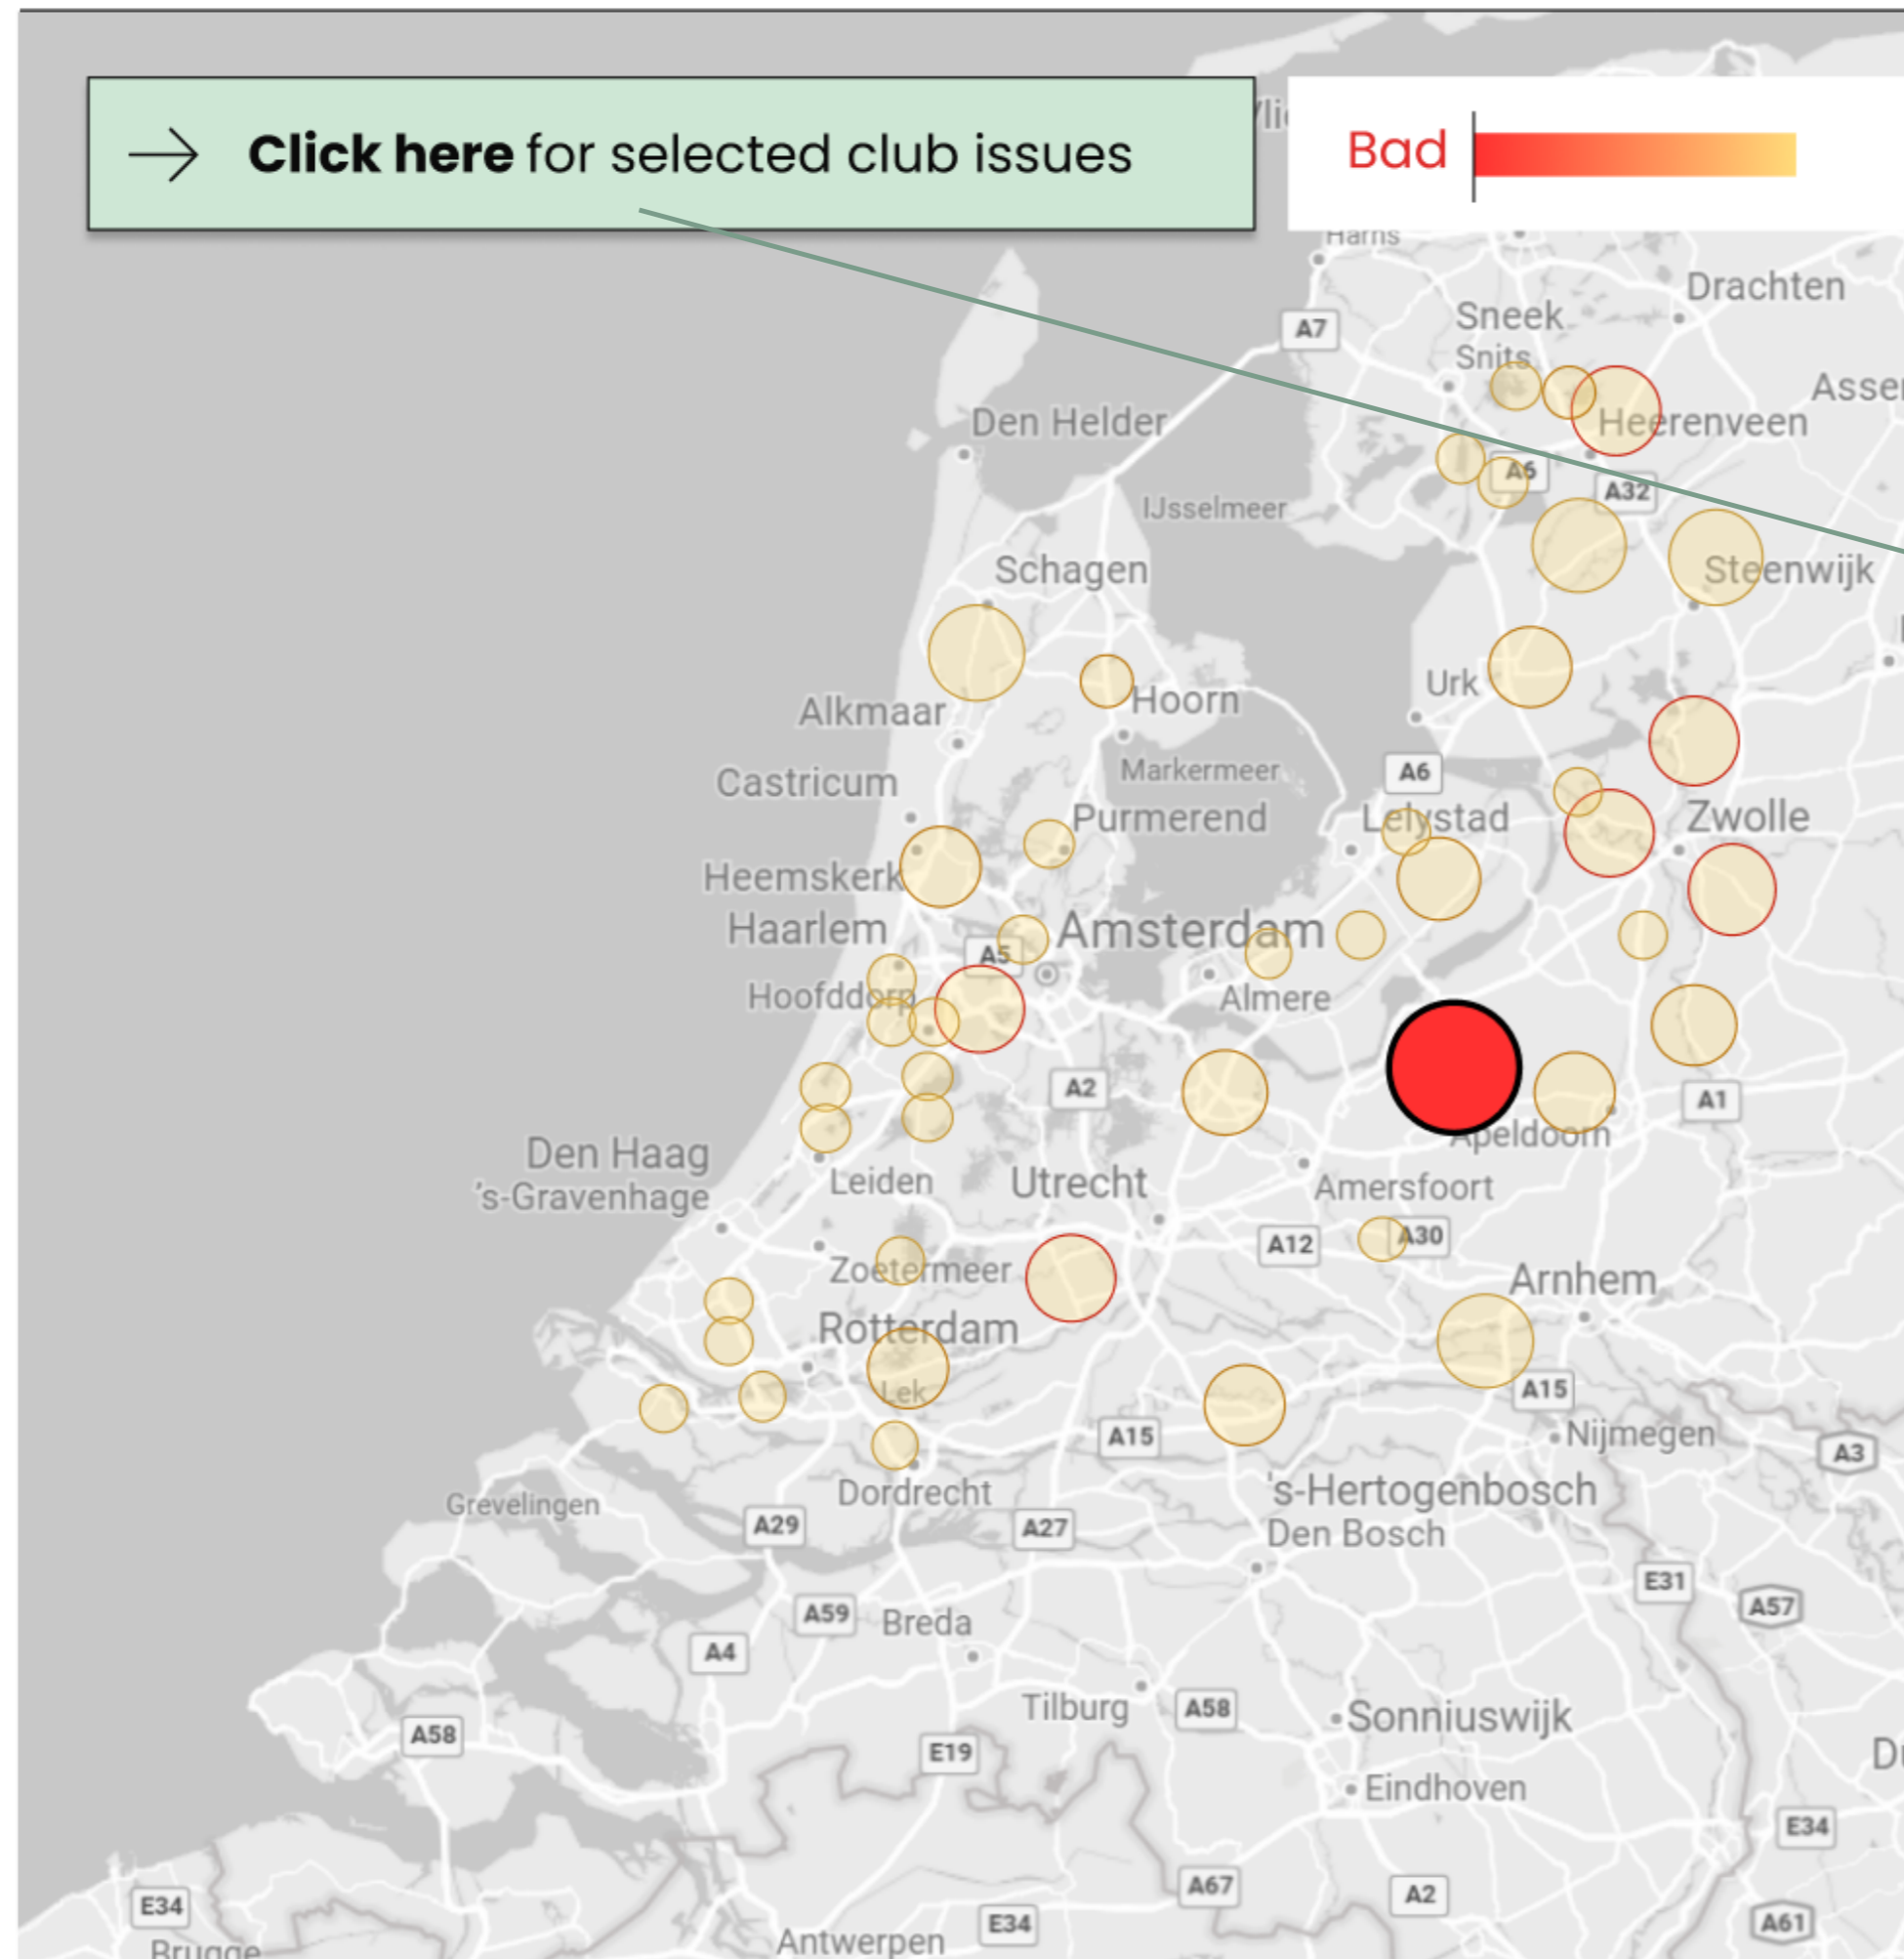 Click here for selected club issues
Bad
Harns
Drachten
Sneek
Snits
A7
Heerenveen
Den Helder
A6
A32
IJsselmeer
Schagen
Steenwijk
Urk
Hoorn
Alkmaar
Markermeer
A6
Castricum
Purmerend
Lelystad
Zwolle
Heemskerk
Haarlem
Amsterdam
A5
Hoofddorp
Almere
A2
A1
Apeldoorn
Den Haag
's-Gravenhage
Leiden
Utrecht
Amersfoort
A12
A30
Zoetermeer
Arnhem
Rotterdam
Lek
A15
A15
Nijmegen
A3
Dordrecht
's-Hertogenbosch
Den Bosch
Grevelingen
A29
A27
E31
A57
A59
Breda
A4
Tilburg
A58
Sonniuswijk
A58
E19
Eindhoven
E34
A67
A2
E34
E34
A61
Antwerpen
Brugge